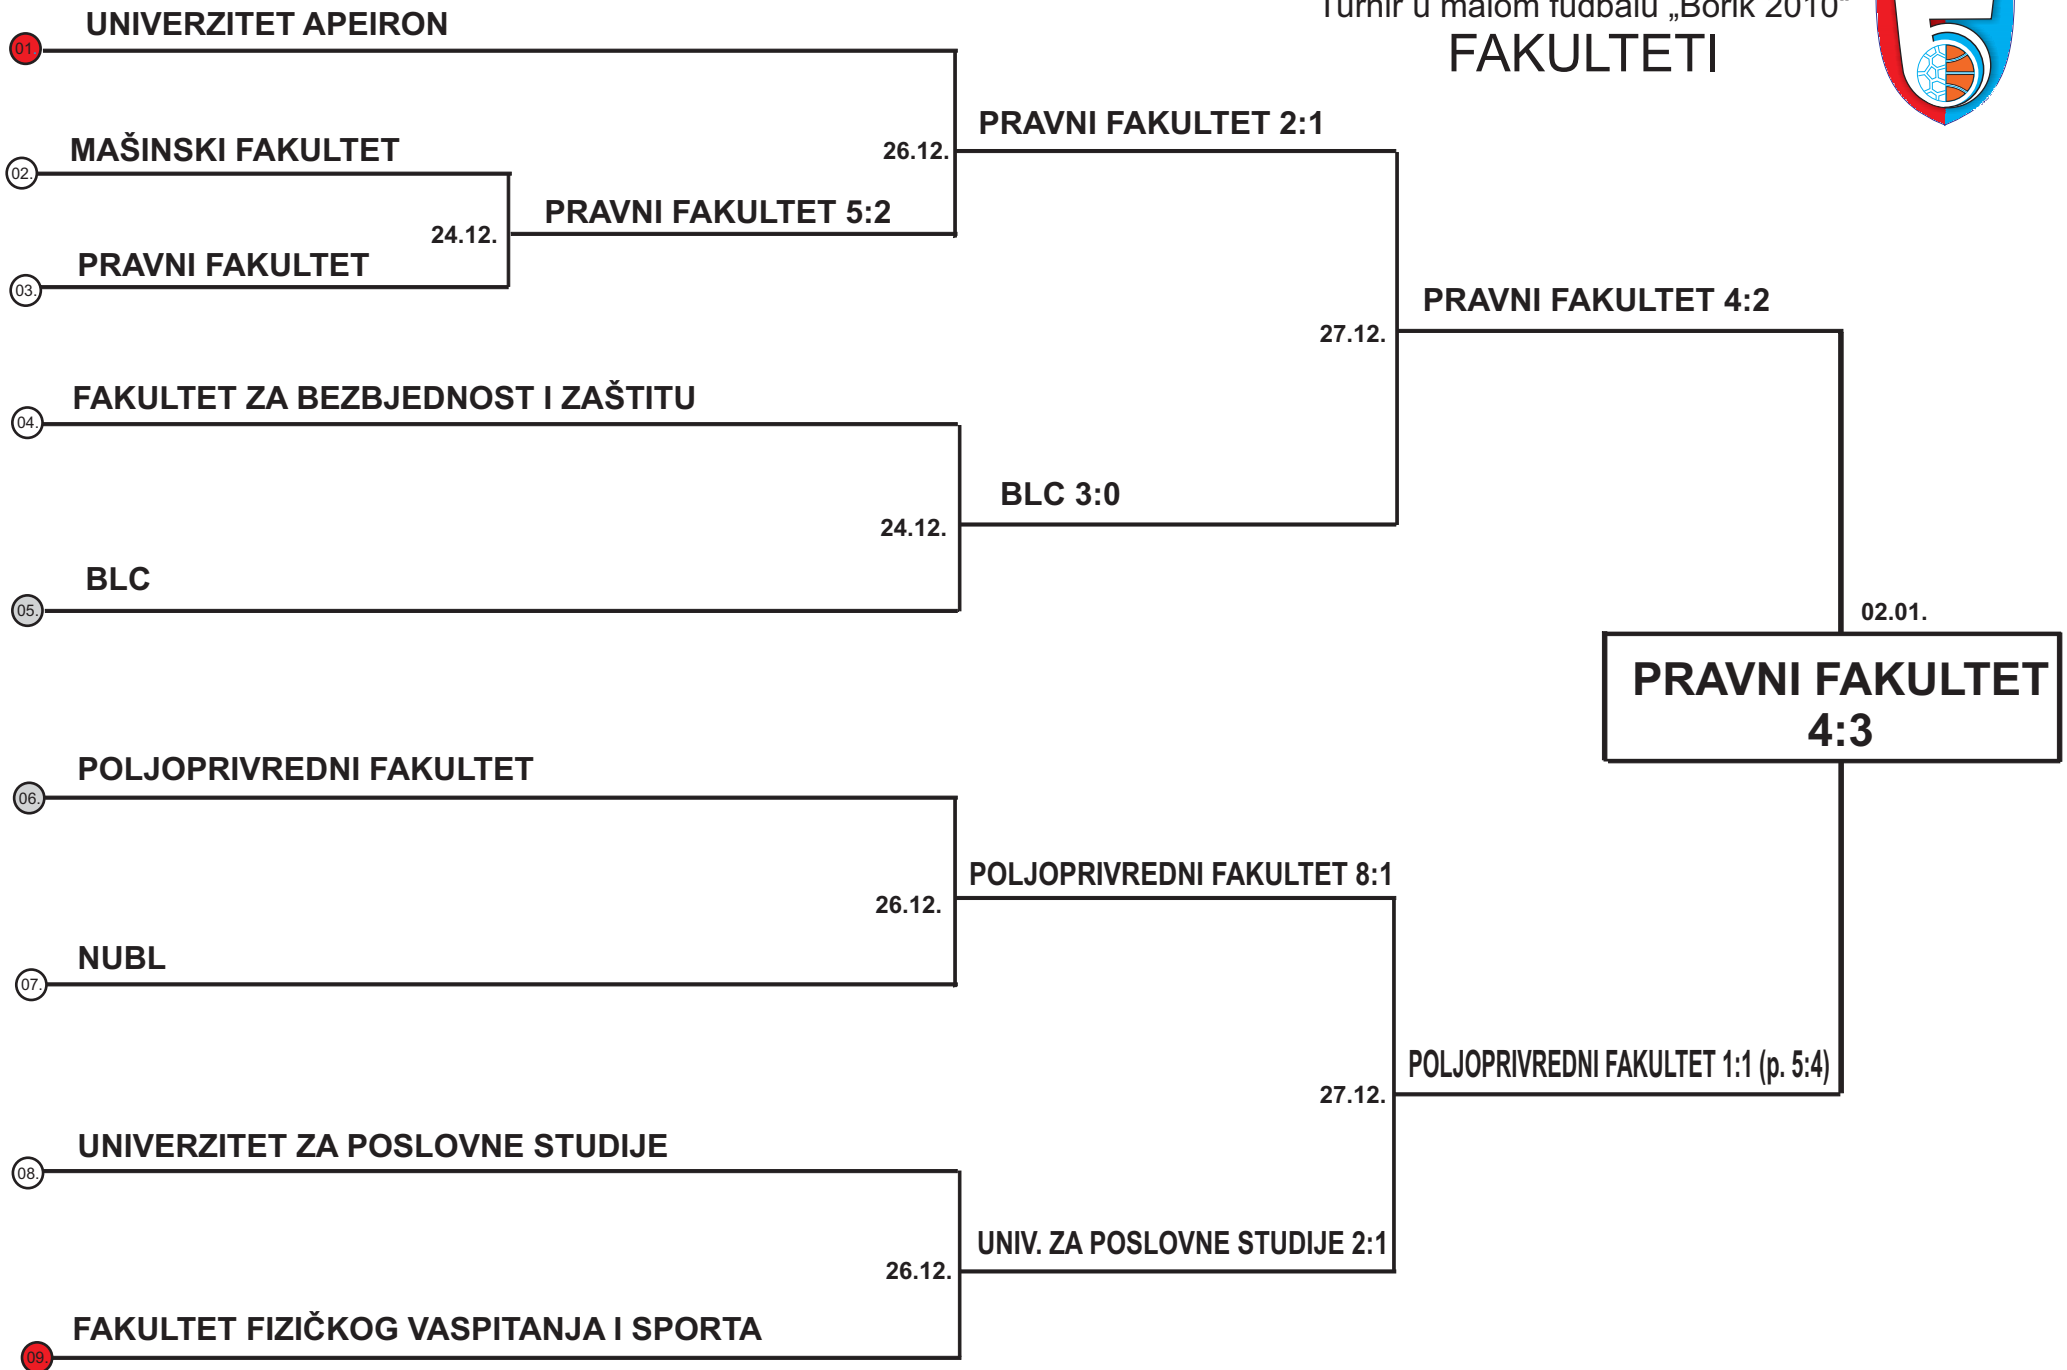 Turnir u malom fudbalu „Borik 2010“
FAKULTETI
UNIVERZITET APEIRON
01.
PRAVNI FAKULTET 2:1
26.12.
MAŠINSKI FAKULTET
02.
PRAVNI FAKULTET 5:2
24.12.
PRAVNI FAKULTET
03.
PRAVNI FAKULTET 4:2
27.12.
FAKULTET ZA BEZBJEDNOST I ZAŠTITU
04.
BLC 3:0
24.12.
BLC
05.
02.01.
PRAVNI FAKULTET
4:3
POLJOPRIVREDNI FAKULTET
06.
POLJOPRIVREDNI FAKULTET 8:1
26.12.
NUBL
07.
POLJOPRIVREDNI FAKULTET 1:1 (p. 5:4)
27.12.
UNIVERZITET ZA POSLOVNE STUDIJE
08.
UNIV. ZA POSLOVNE STUDIJE 2:1
26.12.
FAKULTET FIZIČKOG VASPITANJA I SPORTA
09.